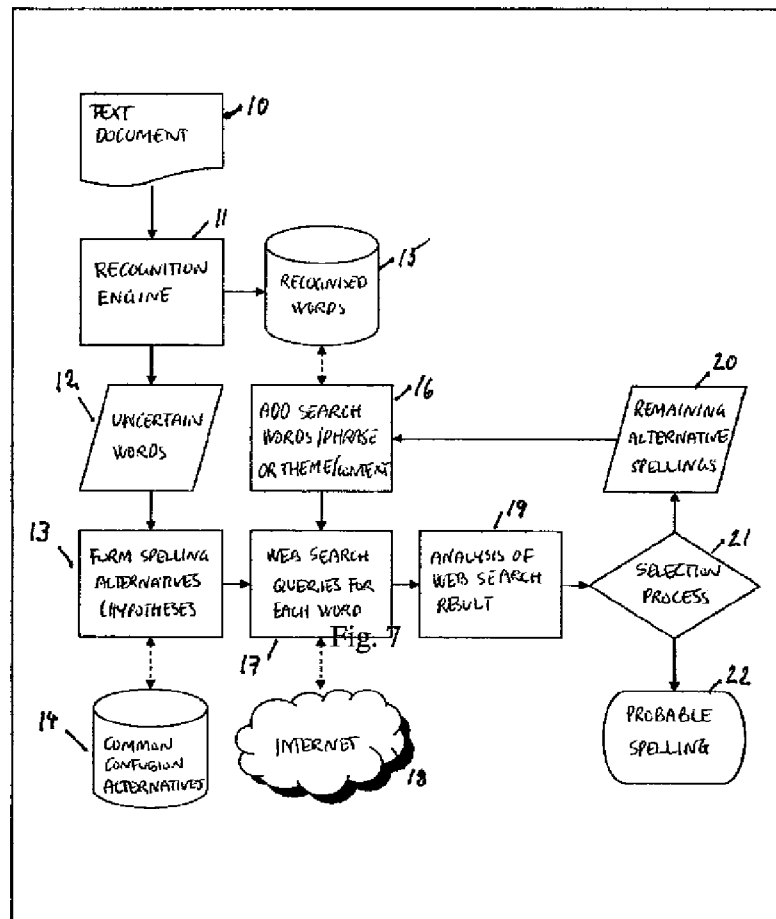 TEXT
DOCUMENT
10
11
RECOGNITION
ENGINE
RECOGNISED
WORDS
15
12
UNCERTAIN
WORDS
ADD SEARCH
WORDS/PHRASE
OR THEME/CONTENT
16
20
REMAINING
ALTERNATIVE
SPELLINGS
13
FORM SPELLING
ALTERNATIVES
/HYPOTHESES
WEB SEARCH
QUERIES FOR
EACH WORD
17
19
ANALYSIS OF
WEB SEARCH
RESULT
21
SELECTION
PROCESS
Fig. 7
14
COMMON
CONFUSION
ALTERNATIVES
INTERNET
18
22
PROBABLE
SPELLING